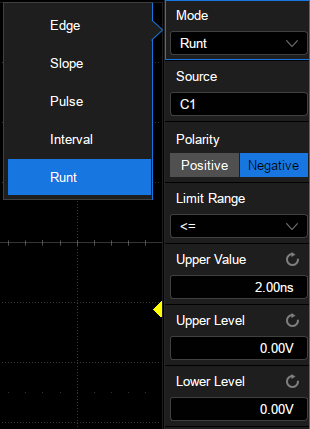 Edge
Slope
Pulse
Interval
Runt
Mode
Runt
Source
C1
Polarity
Positive Negative
Limit Range
<=
Upper Value
2.00ns
Upper Level
0.00V
Lower Level
0.00V